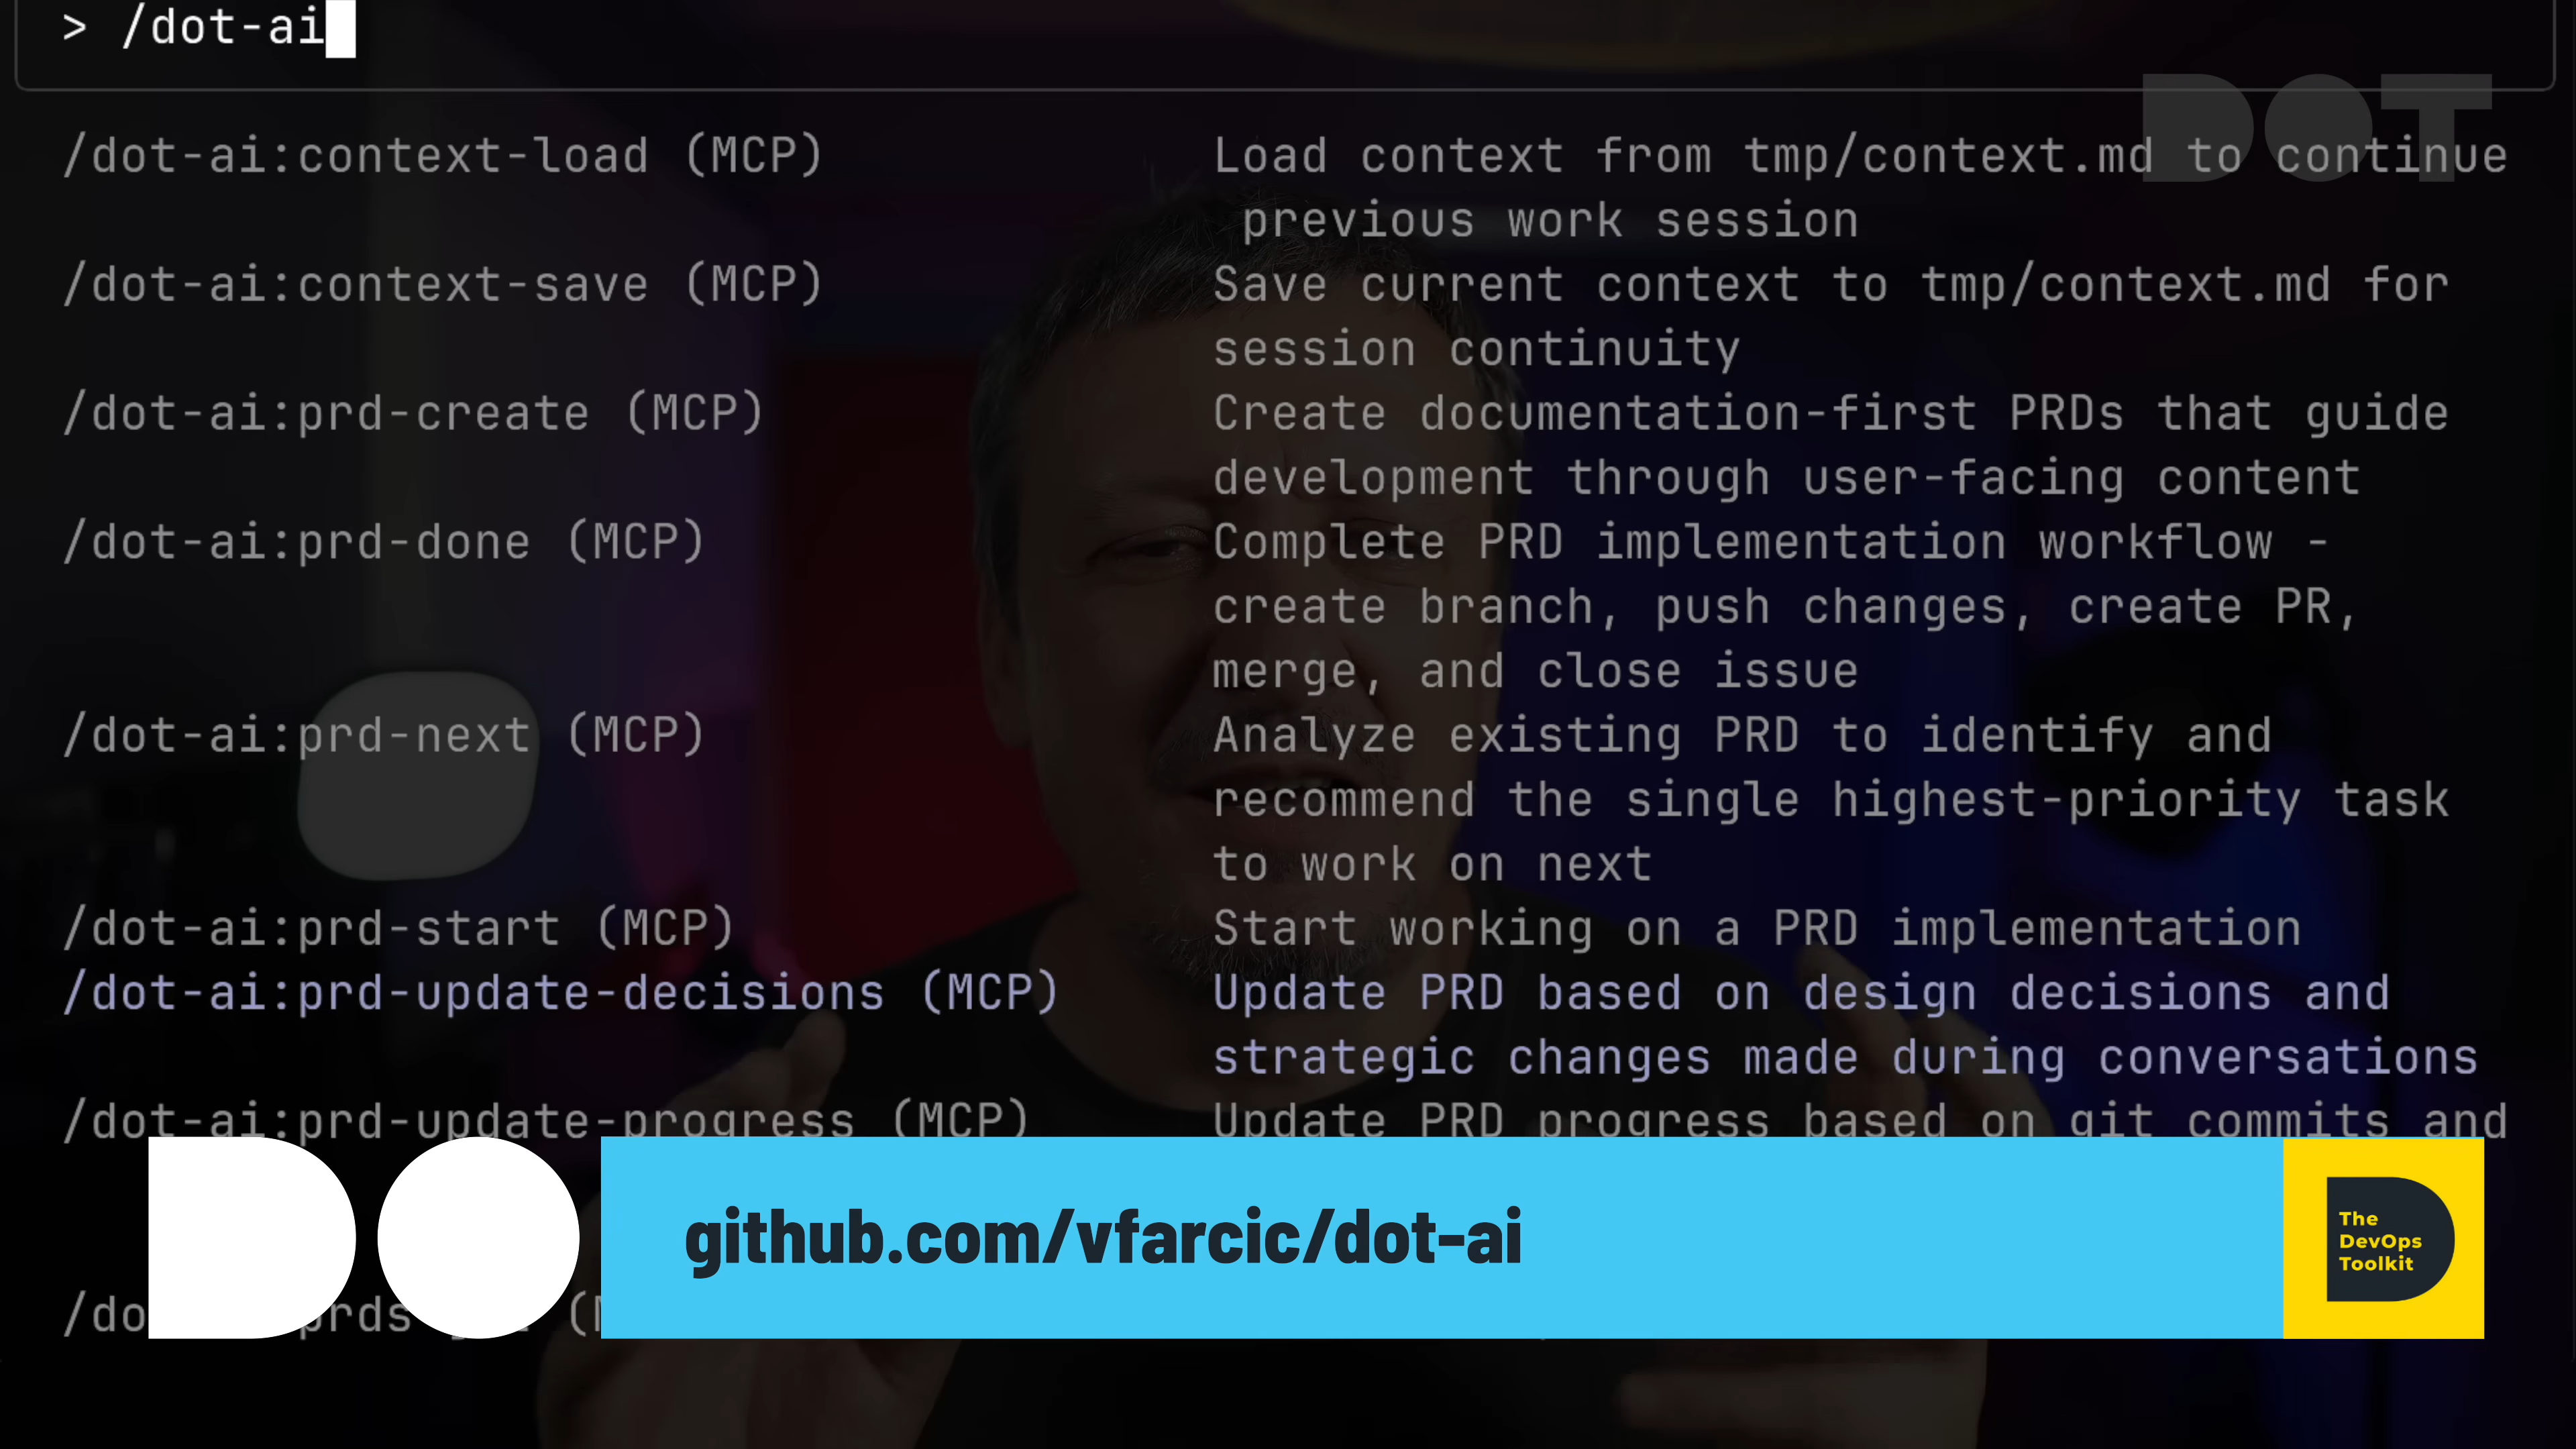 > /dot-ai
DOT
/dot-ai:context-load (MCP) Load context from tmp/context.md to continue
previous work session
/dot-ai:context-save (MCP) Save current context to tmp/context.md for
session continuity
/dot-ai:prd-create (MCP) Create documentation-first PRDs that guide
development through user-facing content
/dot-ai:prd-done (MCP) Complete PRD implementation workflow -
create branch, push changes, create PR,
merge, and close issue
/dot-ai:prd-next (MCP) Analyze existing PRD to identify and
recommend the single highest-priority task
to work on next
/dot-ai:prd-start (MCP) Start working on a PRD implementation
/dot-ai:prd-update-decisions (MCP) Update PRD based on design decisions and
strategic changes made during conversations
/dot-ai:prd-update-progress (MCP) Update PRD progress based on git commits and
DO
github.com/vfarcic/dot-ai
The
DevOps
Toolkit